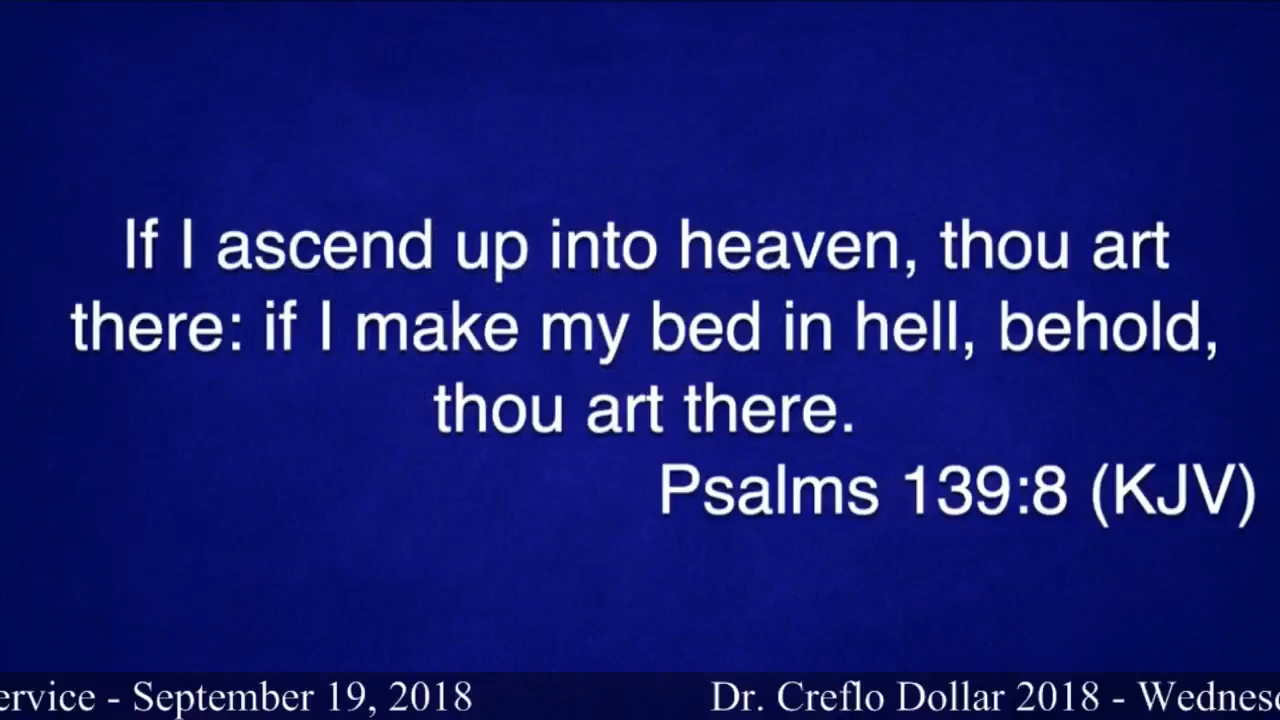 If I ascend up into heaven, thou art
there: if I make my bed in hell, behold,
thou art there.
Psalms 139:8 (KJV)
ervice - September 19, 2018 Dr. Creflo Dollar 2018 - Wednes